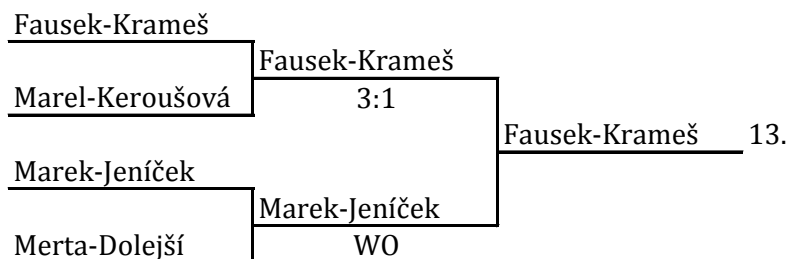 Fausek-Krameš
Fausek-Krameš
Marel-Keroušová
3:1
Fausek-Krameš 13.
Marek-Jeníček
Marek-Jeníček
Merta-Dolejší
WO